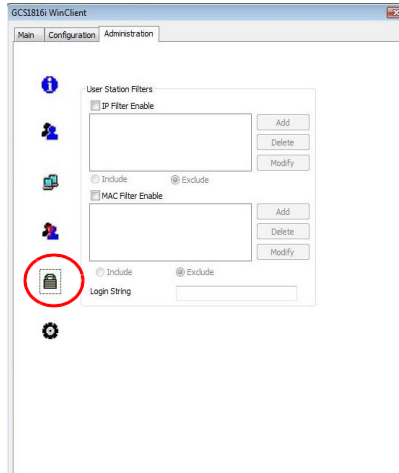 GCS1816i WinClient
Main Configuration Administration
User Station Filters
IP Filter Enable
Add
Delete
Modify
Include Exclude
MAC Filter Enable
Add
Delete
Modify
Include Exclude
Login String